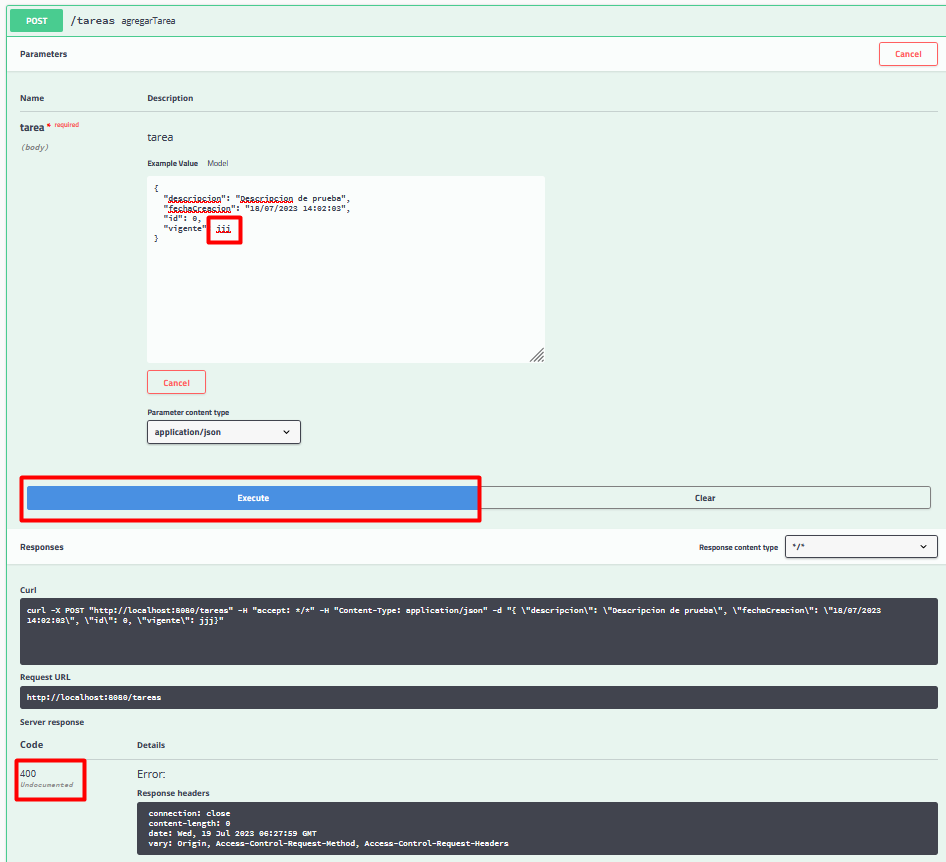 POST /tareas agregarTarea
Parameters
Cancel
Name Description
tarea * required
(body)
tarea
Example Value Model
{
"descripcion": "Descripcion de prueba",
"fechaCreacion": "18/07/2023 14:02:03",
"id": 0,
"vigente" jjj
}
Cancel
Parameter content type
application/json
Execute Clear
Responses
Response content type */*
Curl
curl -X POST "http://localhost:8080/tareas" -H "accept: */*" -H "Content-Type: application/json" -d "{ \"descripcion\": \"Descripcion de prueba\", \"fechaCreacion\": \"18/07/2023
14:02:03\", \"id\": 0, \"vigente\": jjj}"
Request URL
http://localhost:8080/tareas
Server response
Code Details
400
Undocumented
Error:
Response headers
connection: close
content-length: 0
date: Wed, 19 Jul 2023 06:27:59 GMT
vary: Origin, Access-Control-Request-Method, Access-Control-Request-Headers